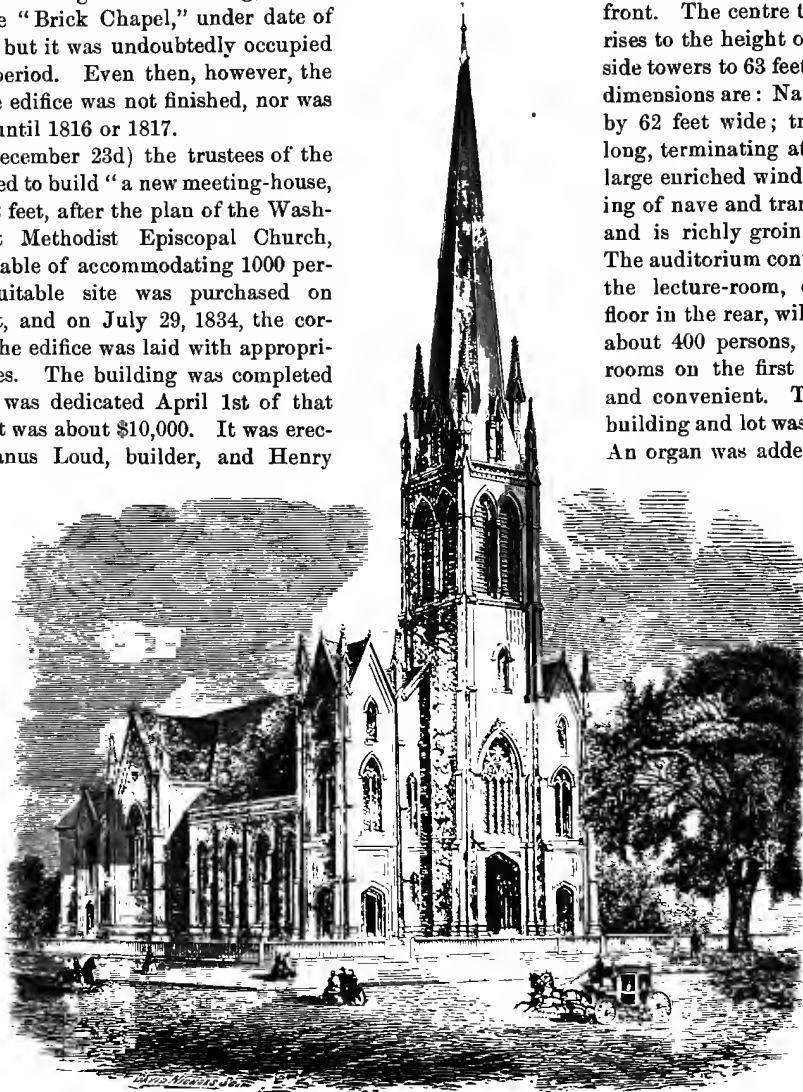 e "Brick Chapel," under date of
but it was undoubtedly occupied
period. Even then, however, the
e edifice was not finished, nor was
until 1816 or 1817.
ecember 23d) the trustees of the
ed to build "a new meeting-house,
feet, after the plan of the Wash-
t Methodist Episcopal Church,
able of accommodating 1000 per-
uitable site was purchased on
t, and on July 29, 1834, the cor-
he edifice was laid with appropri-
es. The building was completed
was dedicated April 1st of that
t was about $10,000. It was erec-
anus Loud, builder, and Henry
front. The centre t
rises to the height o
side towers to 63 feet
dimensions are: Na
by 62 feet wide; tr
long, terminating at
large enriched wind
ing of nave and tran
and is richly groin
The auditorium con
the lecture-room, 
floor in the rear, wil
about 400 persons,
rooms on the first
and convenient. T
building and lot was
An organ was adde
DAVID NICHOLS